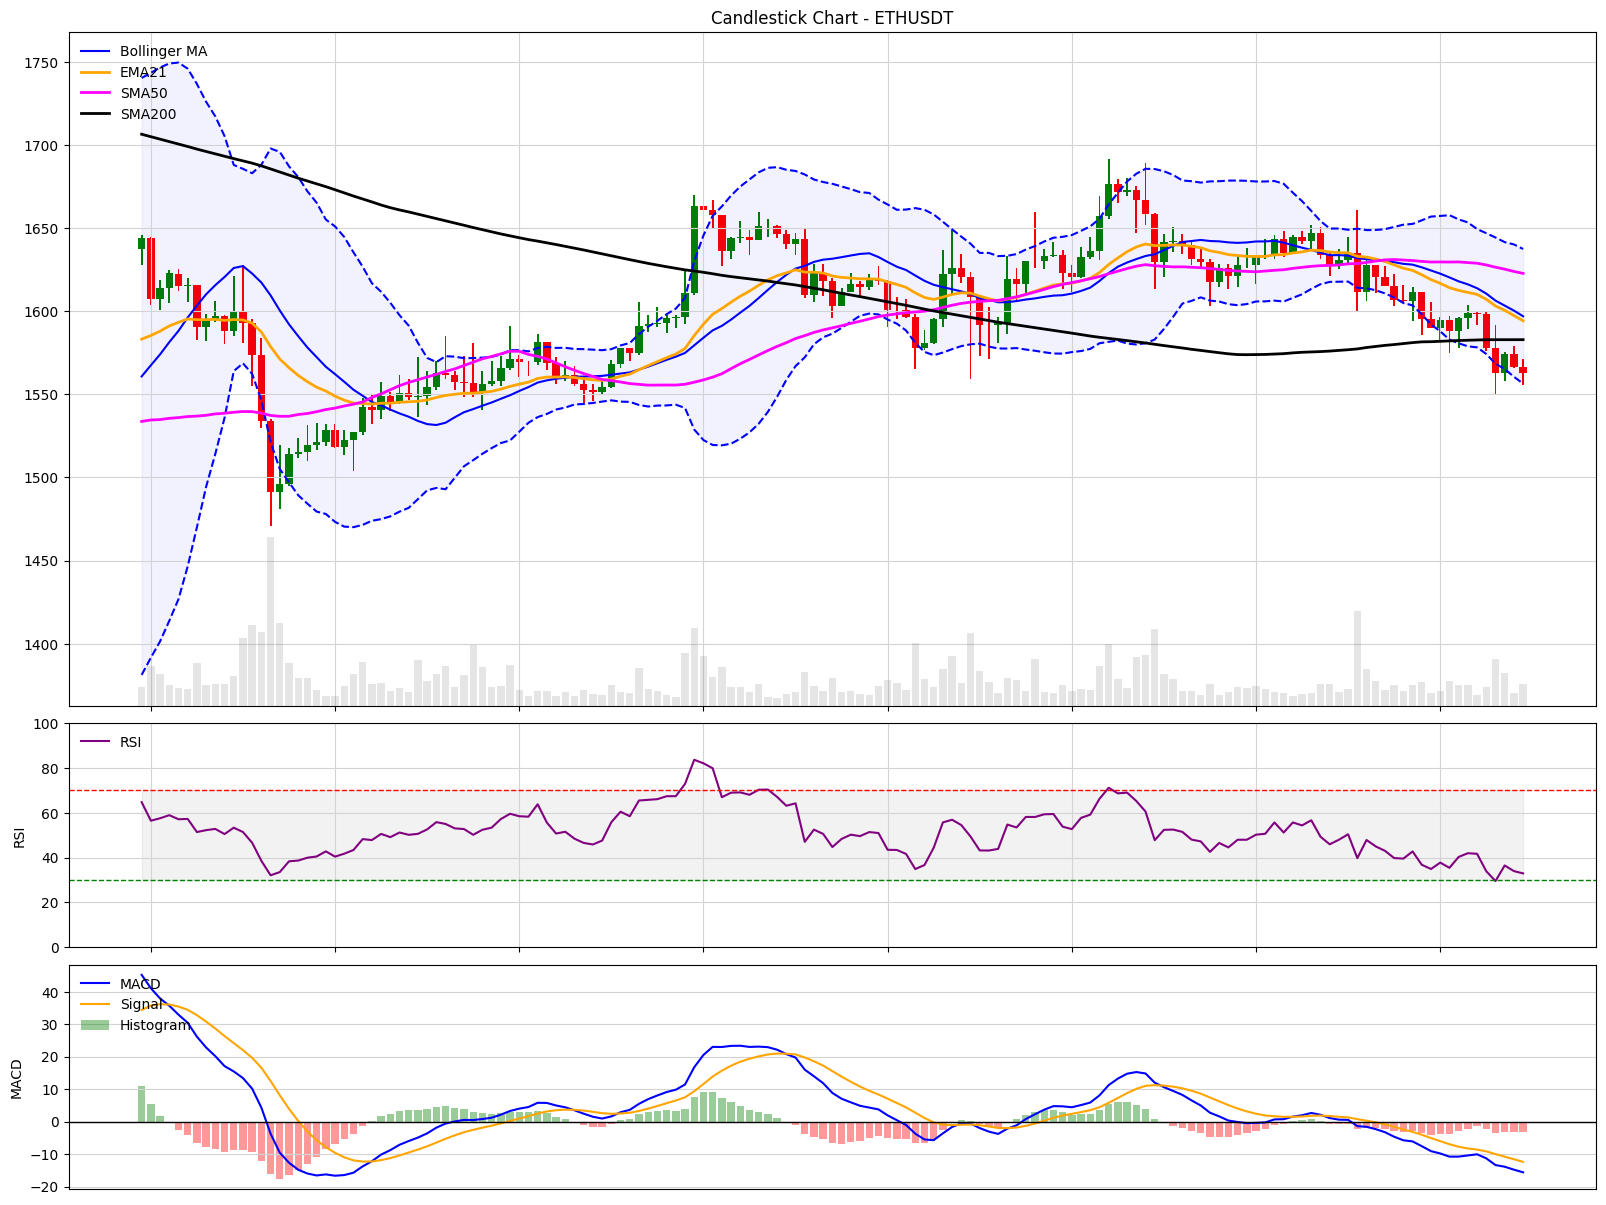 Candlestick Chart - ETHUSDT
Bollinger MA
EMA21
SMA50
SMA200
1750
1700
1650
1600
1550
1500
1450
1400
RSI
100
80
60
40
20
0
RSI
MACD
Signal
Histogram
40
30
20
10
0
−10
−20
MACD